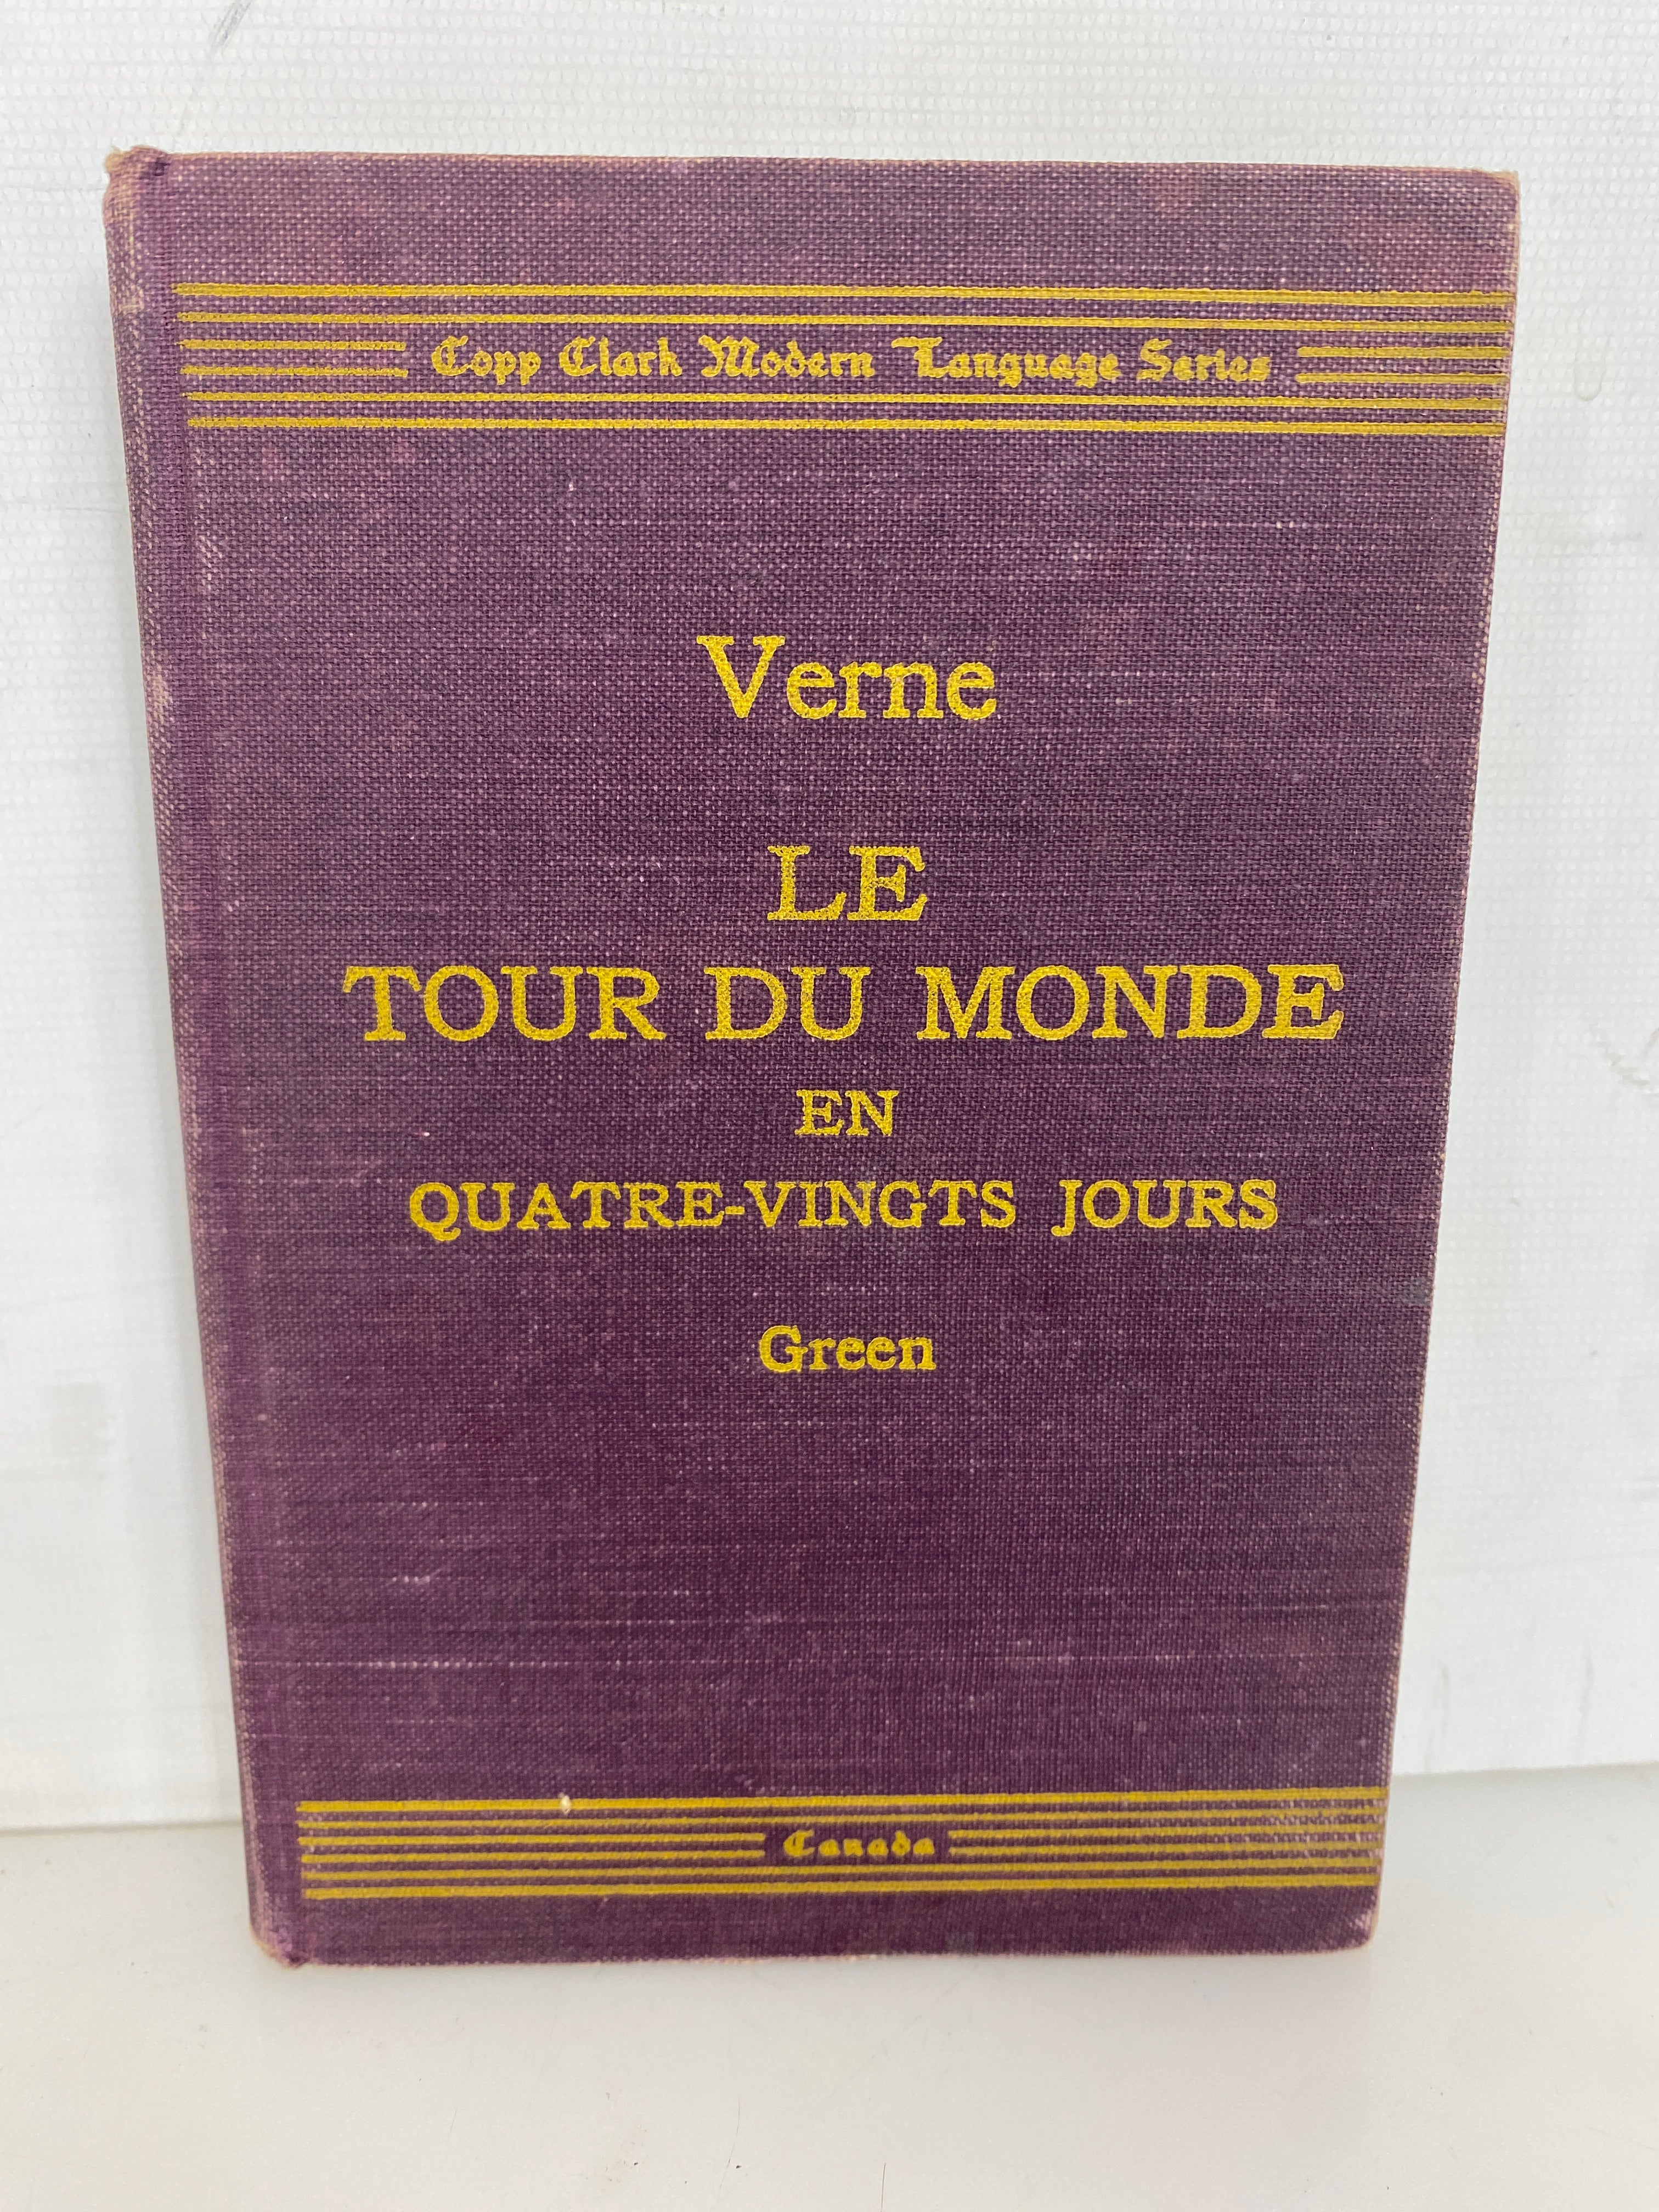 Copp Clark Modern Language Series
Verne
LE
TOUR DU MONDE
EN
QUATRE-VINGTS JOURS
Green
Canada